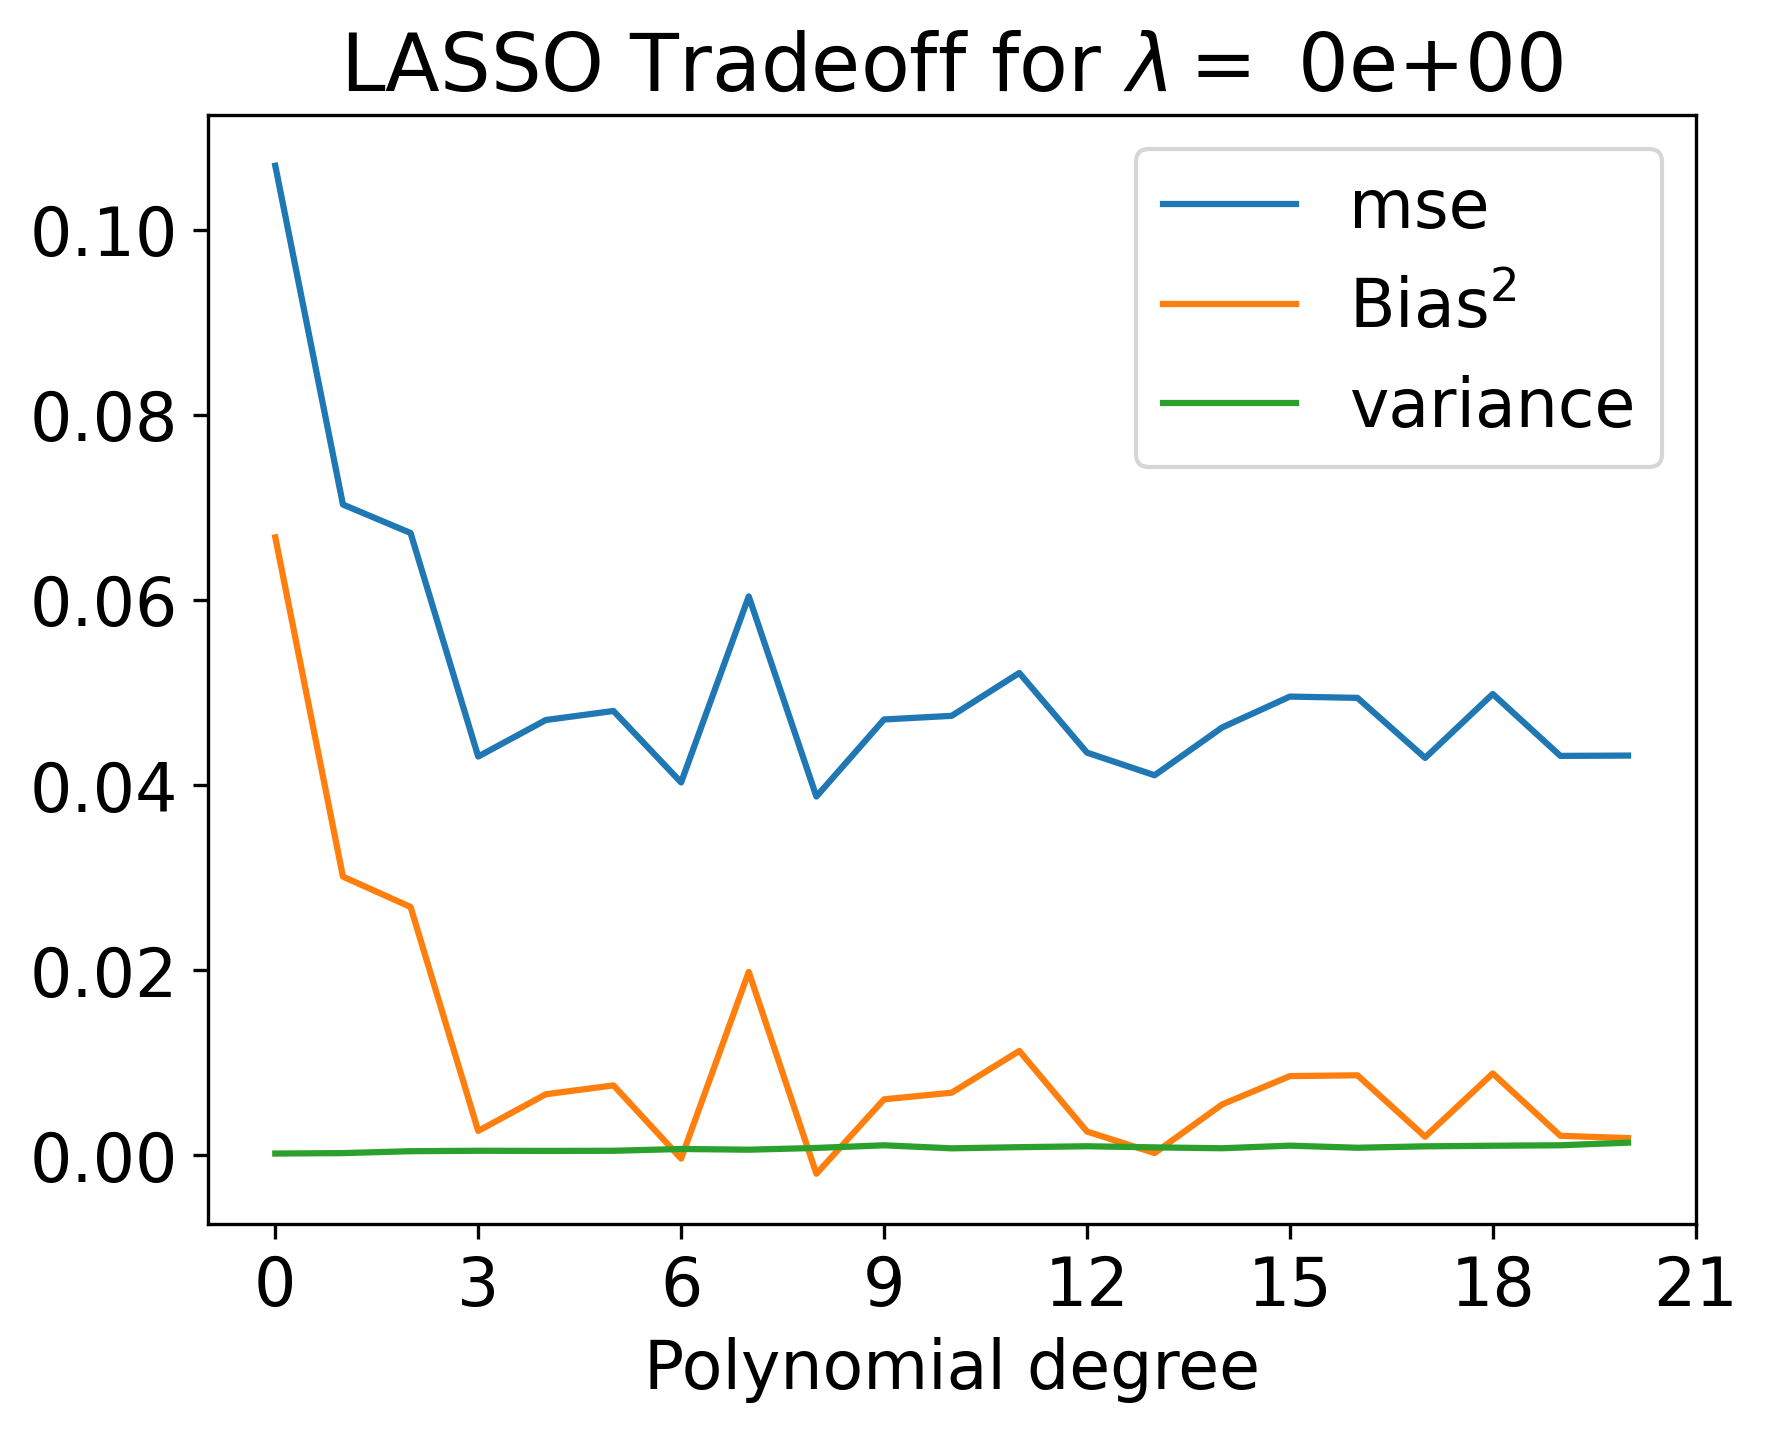 LASSO Tradeoff for λ = 0e+00
mse
Bias²
variance
0.10
0.08
0.06
0.04
0.02
0.00
0 3 6 9 12 15 18 21
Polynomial degree